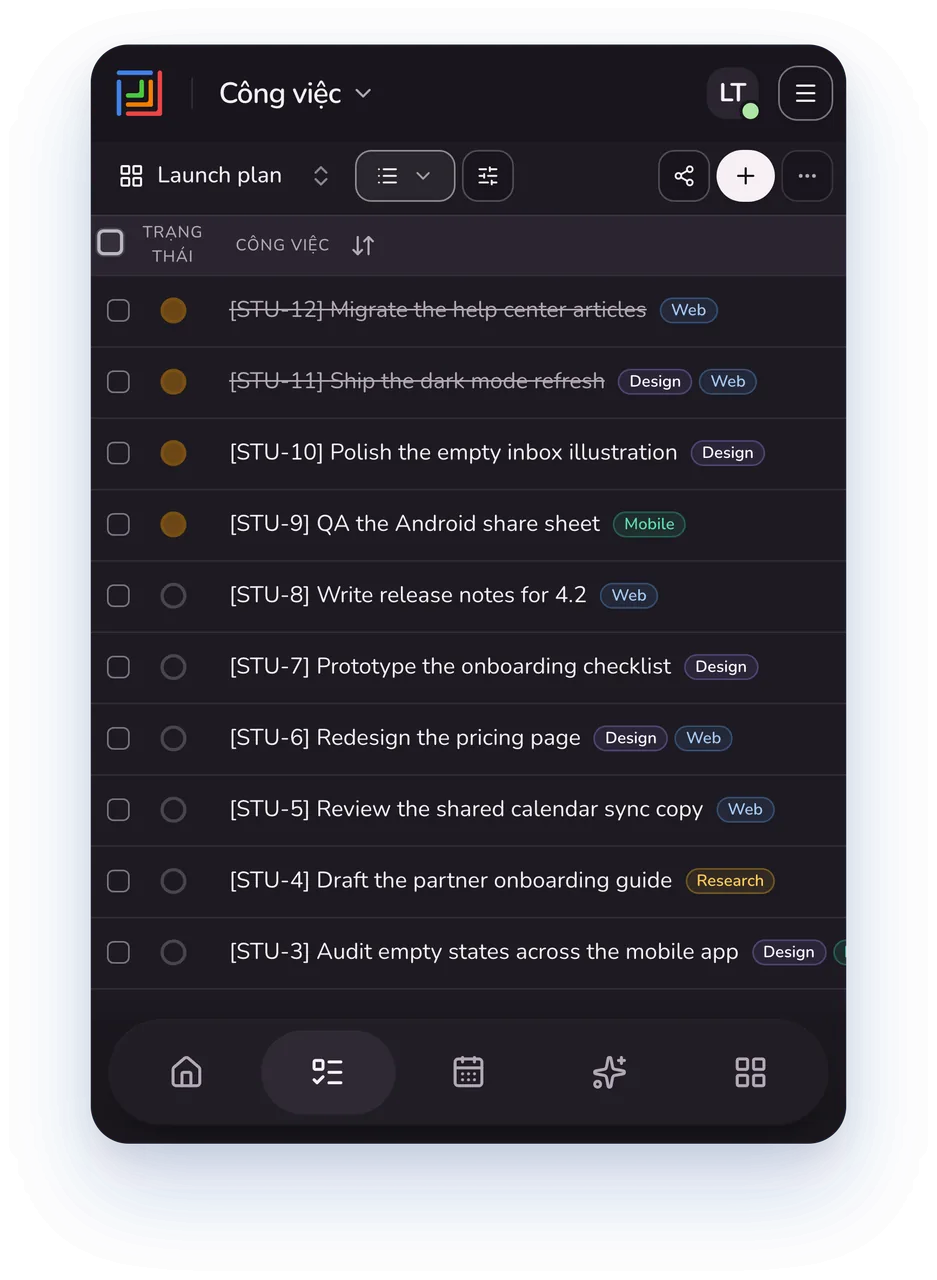 Công việc
LT
Launch plan
TRẠNG
THÁI
CÔNG VIỆC
[STU-12] Migrate the help center articles Web
[STU-11] Ship the dark mode refresh Design Web
[STU-10] Polish the empty inbox illustration Design
[STU-9] QA the Android share sheet Mobile
[STU-8] Write release notes for 4.2 Web
[STU-7] Prototype the onboarding checklist Design
[STU-6] Redesign the pricing page Design Web
[STU-5] Review the shared calendar sync copy Web
[STU-4] Draft the partner onboarding guide Research
[STU-3] Audit empty states across the mobile app Design